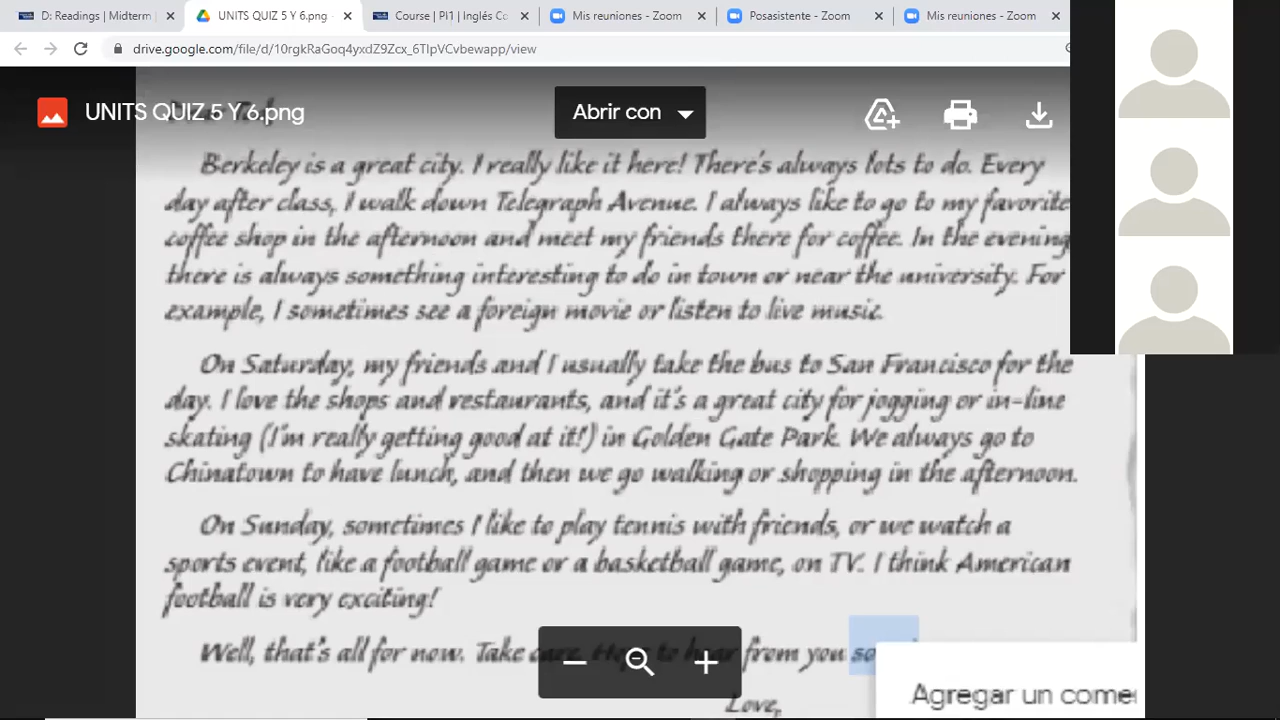 D: Readings | Midterm
UNITS QUIZ 5 Y 6.png
Course | PI1 | Inglés Co
Mis reuniones - Zoom
Posasistente - Zoom
Mis reuniones - Zoom
drive.google.com/file/d/10rgkRaGoq4yxdZ9Zcx_6TIpVCvbewapp/view
UNITS QUIZ 5 Y 6.png
Abrir con
Berkeley is a great city. I really like it here! There's always lots to do. Every
day after class, I walk down Telegraph Avenue. I always like to go to my favorite
coffee shop in the afternoon and meet my friends there for coffee. In the evening
there is always something interesting to do in town or near the university. For
example, I sometimes see a foreign movie or listen to live music.
On Saturday, my friends and I usually take the bus to San Francisco for the
day. I love the shops and restaurants, and it's a great city for jogging or in-line
skating (I'm really getting good at it!) in Golden Gate Park. We always go to
Chinatown to have lunch, and then we go walking or shopping in the afternoon.
On Sunday, sometimes I like to play tennis with friends, or we watch a
sports event, like a football game or a basketball game, on TV. I think American
football is very exciting!
Well, that's all for now. Take care. Hope to hear from you
Love,
Agregar un come